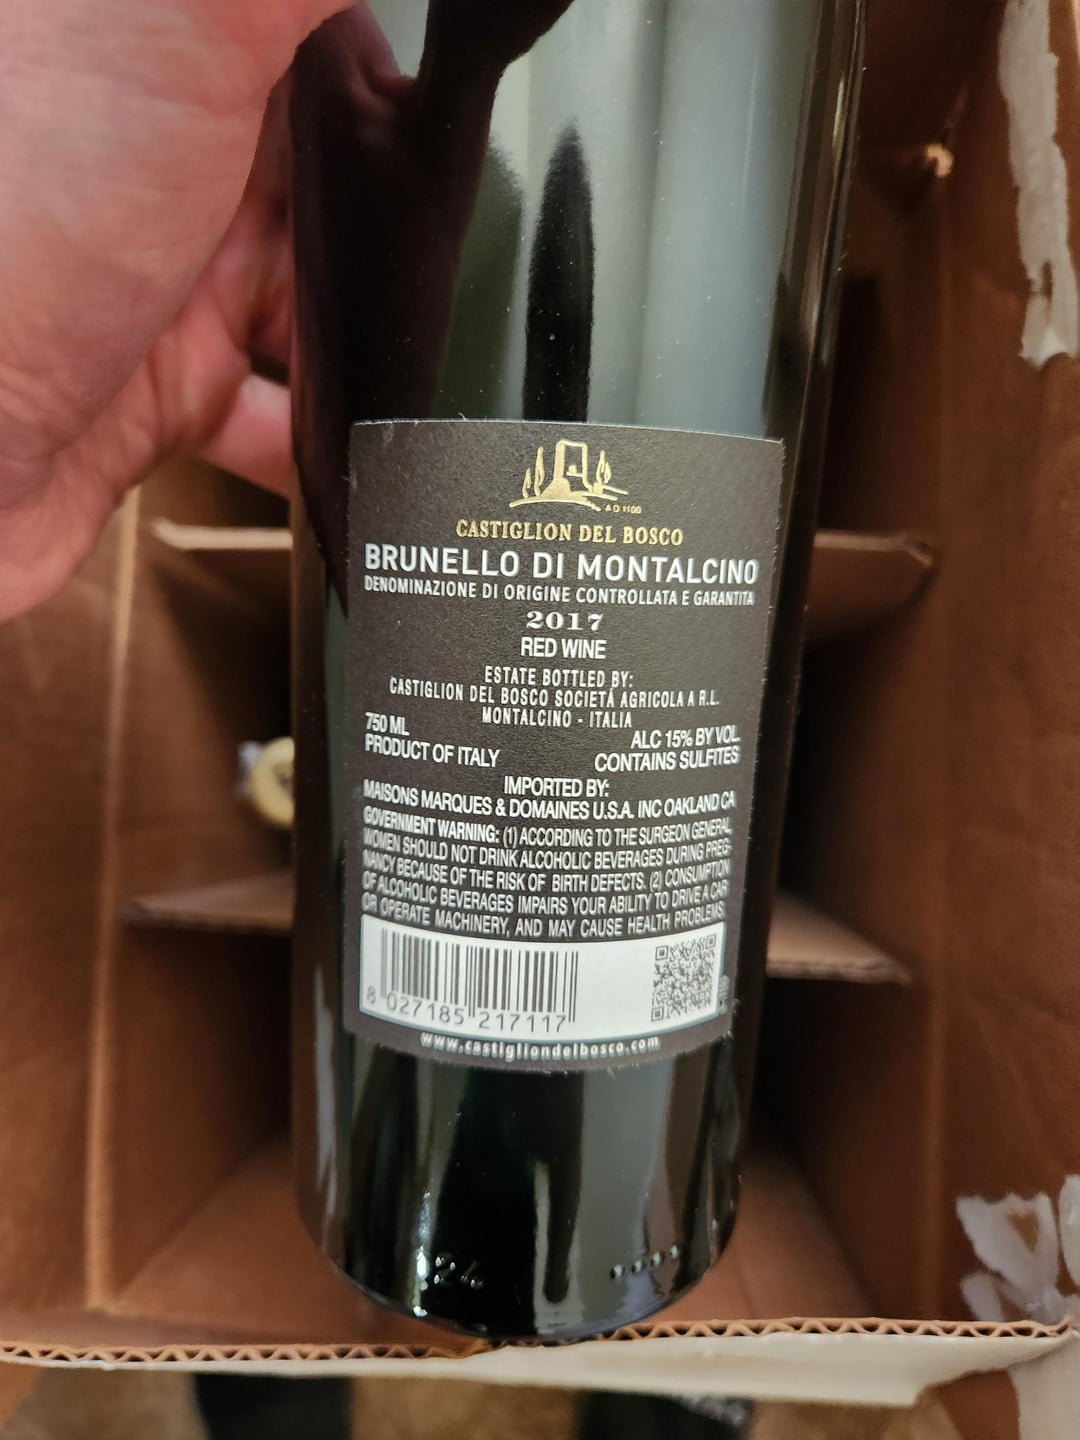 A D 1100
CASTIGLION DEL BOSCO
BRUNELLO DI MONTALCINO
DENOMINAZIONE DI ORIGINE CONTROLLATA E GARANTITA
2017
RED WINE
ESTATE BOTTLED BY:
CASTIGLION DEL BOSCO SOCIETÁ AGRICOLA A R.L.
MONTALCINO - ITALIA
750 ML
PRODUCT OF ITALY
ALC 15% BY VOL.
CONTAINS SULFITES
IMPORTED BY:
MAISONS MARQUES & DOMAINES U.S.A. INC OAKLAND CA
GOVERNMENT WARNING: (1) ACCORDING TO THE SURGEON GENERAL,
WOMEN SHOULD NOT DRINK ALCOHOLIC BEVERAGES DURING PREG-
NANCY BECAUSE OF THE RISK OF BIRTH DEFECTS. (2) CONSUMPTION
OF ALCOHOLIC BEVERAGES IMPAIRS YOUR ABILITY TO DRIVE A CAR
OR OPERATE MACHINERY, AND MAY CAUSE HEALTH PROBLEMS.
8 027185 217117
www.castigliondelbosco.com